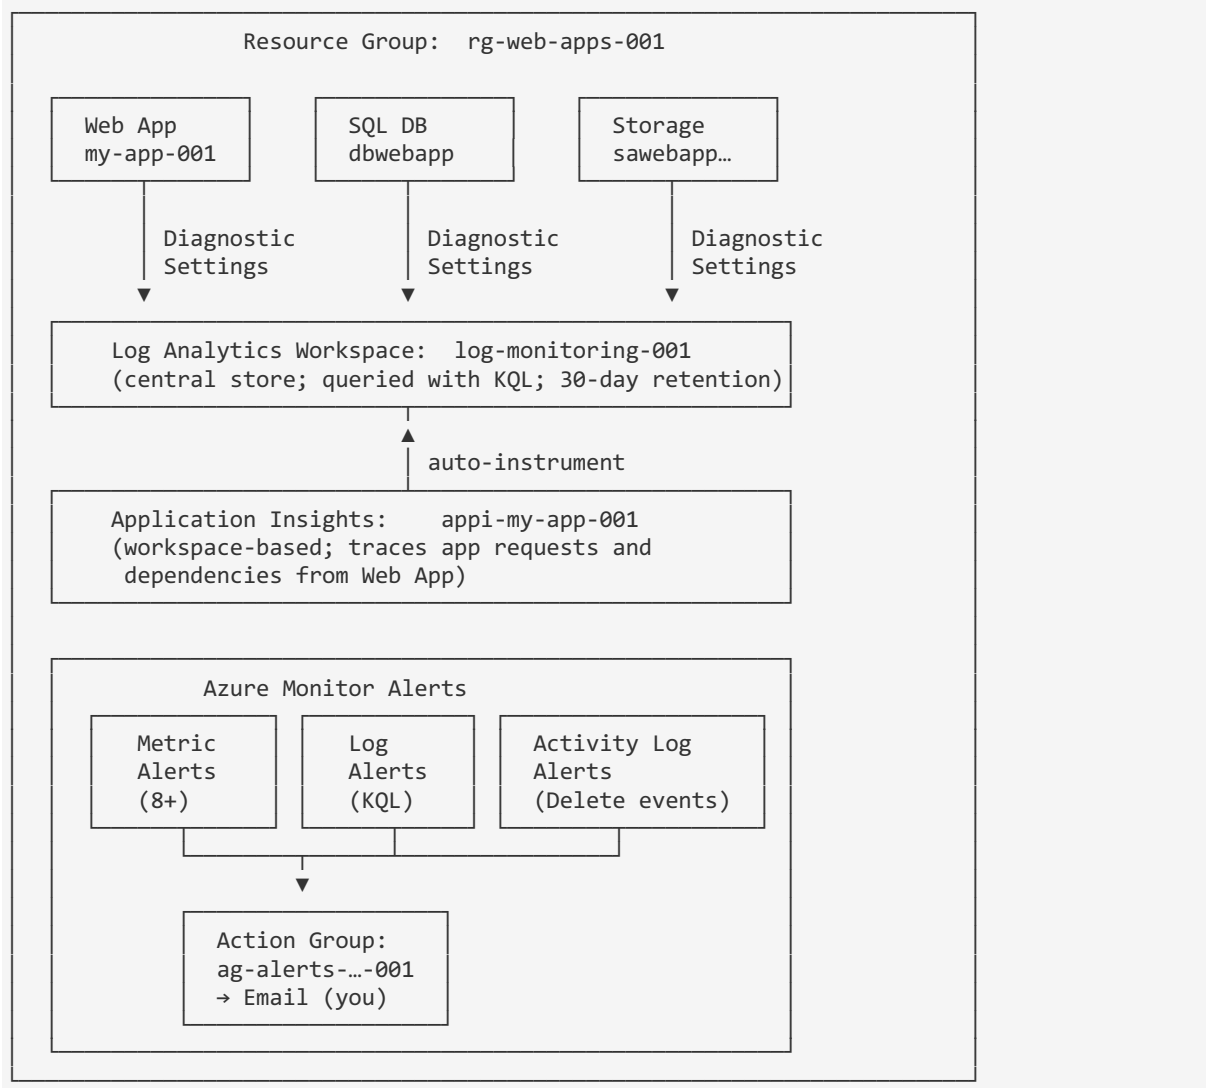 Resource Group:  rg-web-apps-001
Web App    SQL DB    Storage
my-app-001    dbwebapp    sawebapp…
Diagnostic    Diagnostic    Diagnostic
Settings    Settings    Settings
Log Analytics Workspace:  log-monitoring-001
(central store; queried with KQL; 30-day retention)
auto-instrument
Application Insights:    appi-my-app-001
(workspace-based; traces app requests and
dependencies from Web App)
Azure Monitor Alerts
Metric    Log    Activity Log
Alerts    Alerts    Alerts
(8+)    (KQL)    (Delete events)
Action Group:
ag-alerts-…-001
→ Email (you)